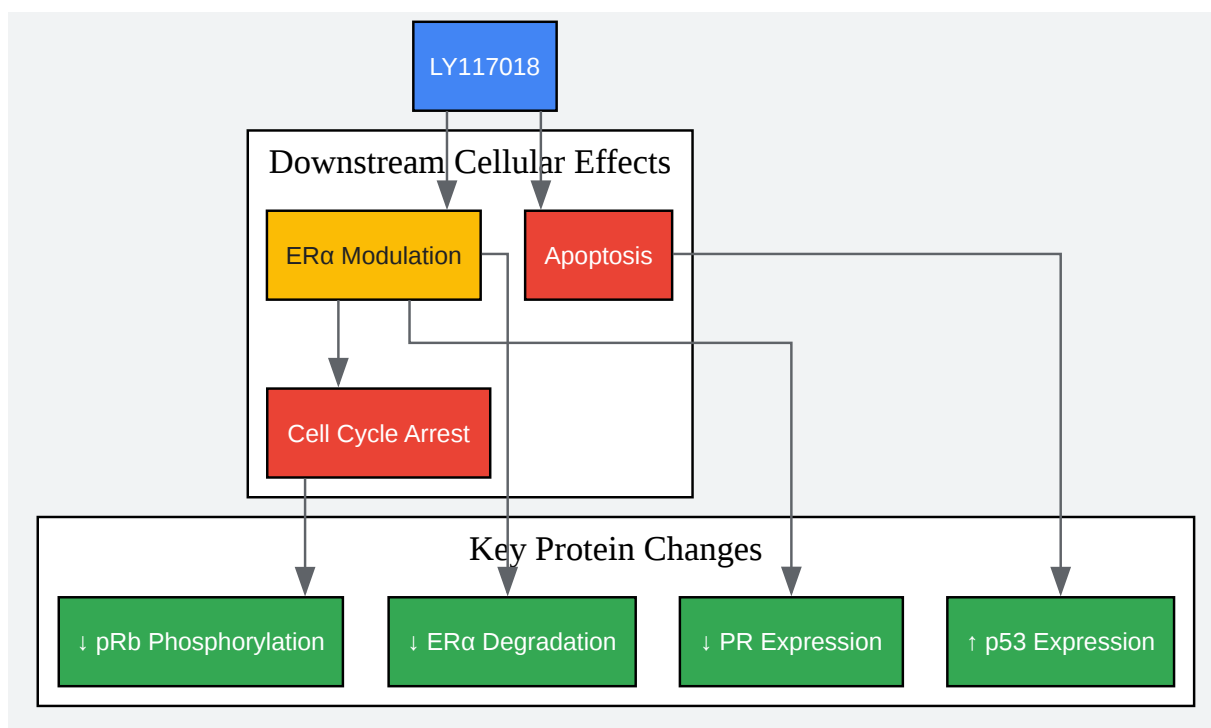 LY117018
Downstream Cellular Effects
ERα Modulation
Apoptosis
Cell Cycle Arrest
Key Protein Changes
↓ pRb Phosphorylation
↓ ERα Degradation
↓ PR Expression
↑ p53 Expression